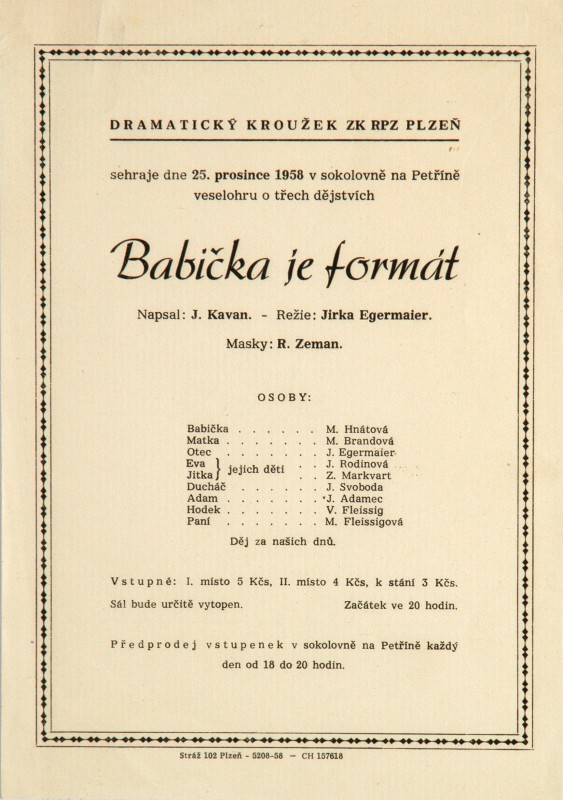 DRAMATICKÝ KROUŽEK ZK RPZ PLZEŇ
sehraje dne 25. prosince 1958 v sokolovně na Petříně
veselohru o třech dějstvích
Babička je formát
Napsal: J. Kavan. – Režie: Jirka Egermaier.
Masky: R. Zeman.
OSOBY:
Babička . . . . . . M. Hnátová
Matka . . . . . . . M. Brandová
Otec . . . . . . . J. Egermaier
Eva } jejich děti . . J. Rodinová
Jitka } . . Z. Markvart
Ducháč . . . . . . J. Svoboda
Adam . . . . . . . J. Adamec
Hodek . . . . . . . V. Fleissig
Paní . . . . . . . M. Fleissigová
Děj za našich dnů.
Vstupné: I. místo 5 Kčs, II. místo 4 Kčs, k stání 3 Kčs.
Sál bude určitě vytopen. Začátek ve 20 hodin.
Předprodej vstupenek v sokolovně na Petříně každý
den od 18 do 20 hodin.
Stráž 102 Plzeň - 5208-58 — CH 157618